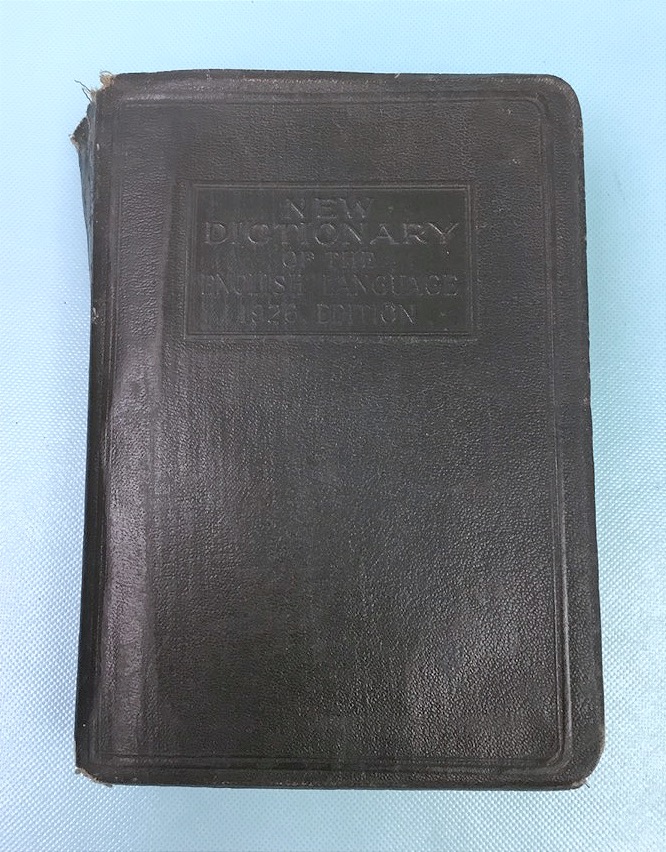 NEW
DICTIONARY
OF THE
ENGLISH LANGUAGE
1926 EDITION